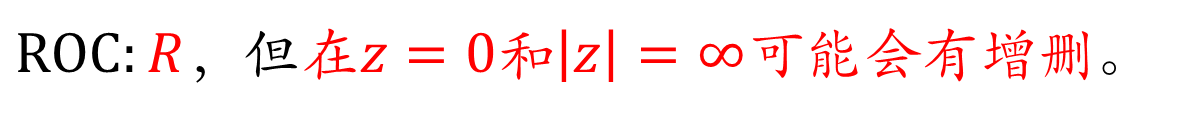 ROC: R，但在z = 0和|z| = ∞可能会有增删。